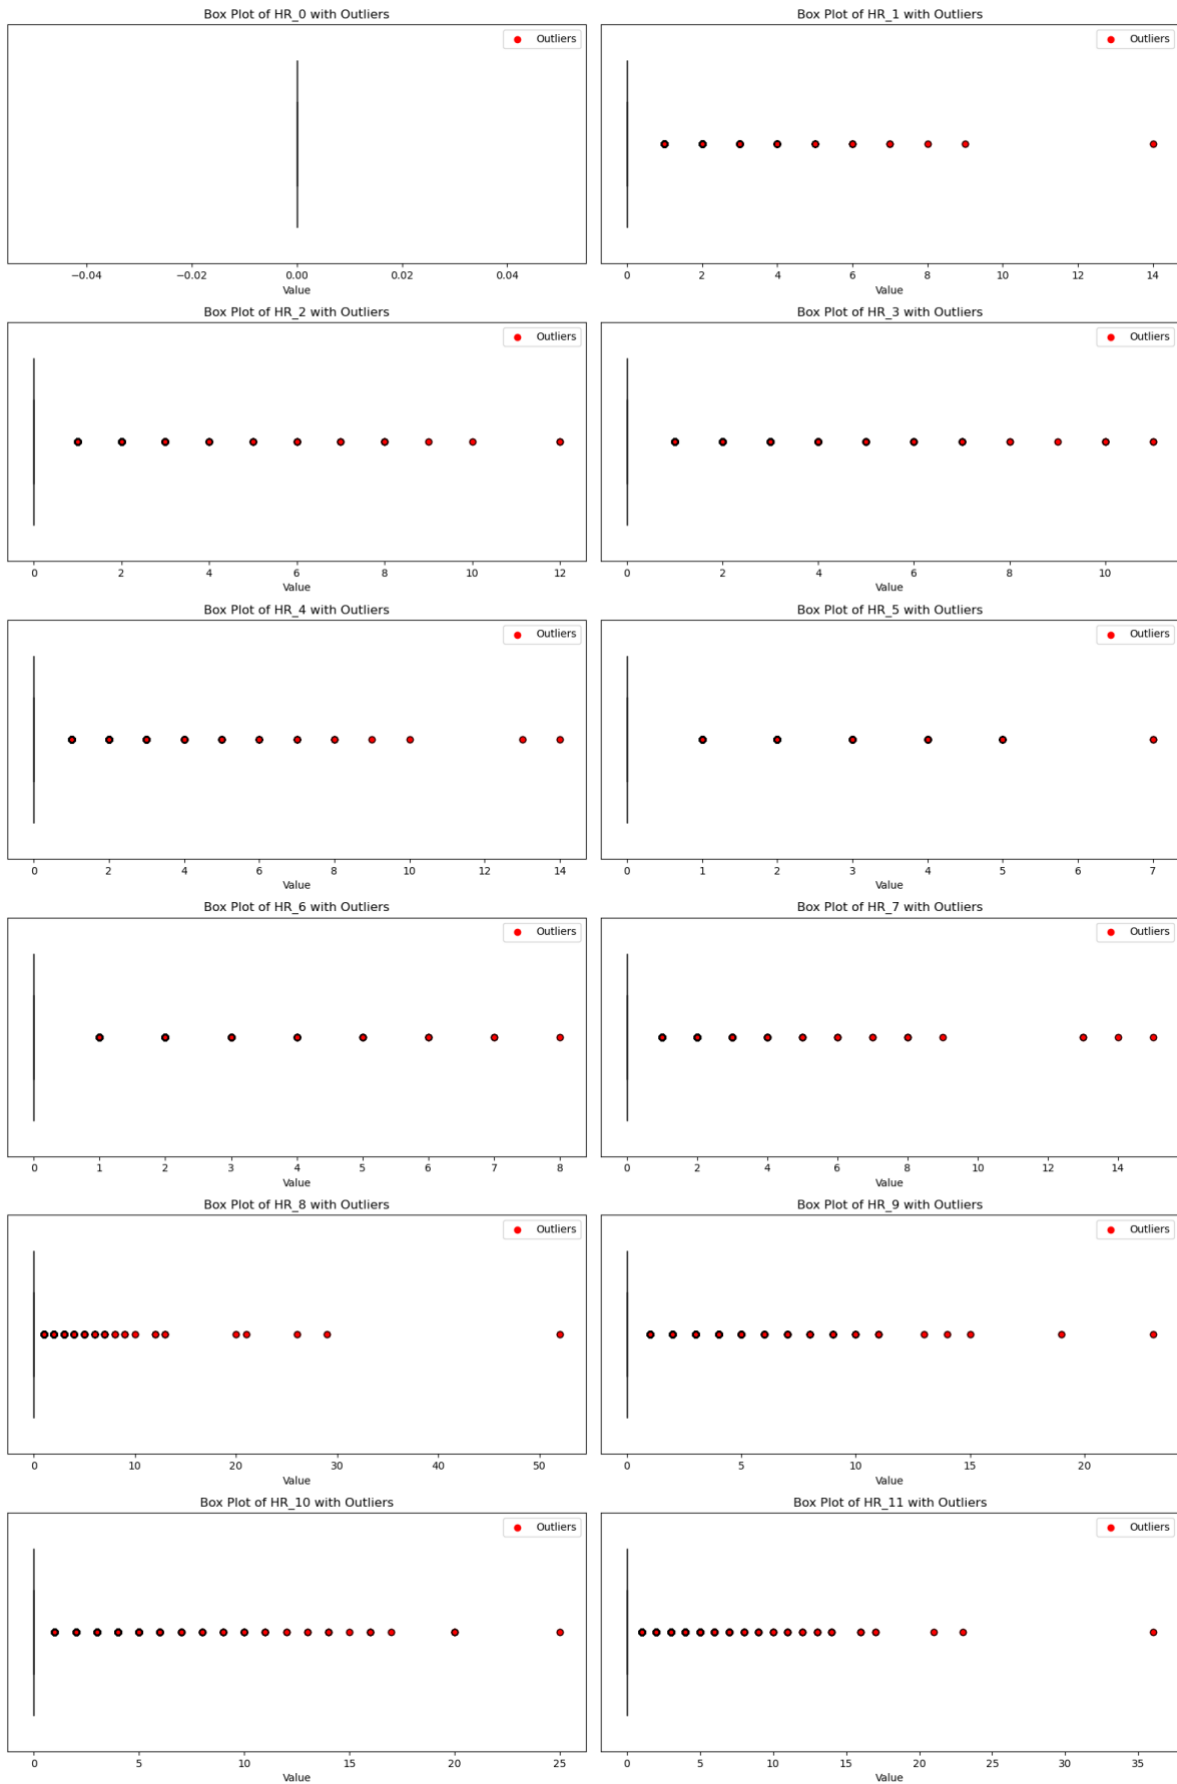 Box Plot of HR_0 with Outliers
Outliers
−0.04 −0.02 0.00 0.02 0.04
Value
Box Plot of HR_1 with Outliers
Outliers
0 2 4 6 8 10 12 14
Value
Box Plot of HR_2 with Outliers
Outliers
0 2 4 6 8 10 12
Value
Box Plot of HR_3 with Outliers
Outliers
0 2 4 6 8 10
Value
Box Plot of HR_4 with Outliers
Outliers
0 2 4 6 8 10 12 14
Value
Box Plot of HR_5 with Outliers
Outliers
0 1 2 3 4 5 6 7
Value
Box Plot of HR_6 with Outliers
Outliers
0 1 2 3 4 5 6 7 8
Value
Box Plot of HR_7 with Outliers
Outliers
0 2 4 6 8 10 12 14
Value
Box Plot of HR_8 with Outliers
Outliers
0 10 20 30 40 50
Value
Box Plot of HR_9 with Outliers
Outliers
0 5 10 15 20
Value
Box Plot of HR_10 with Outliers
Outliers
0 5 10 15 20 25
Value
Box Plot of HR_11 with Outliers
Outliers
0 5 10 15 20 25 30 35
Value